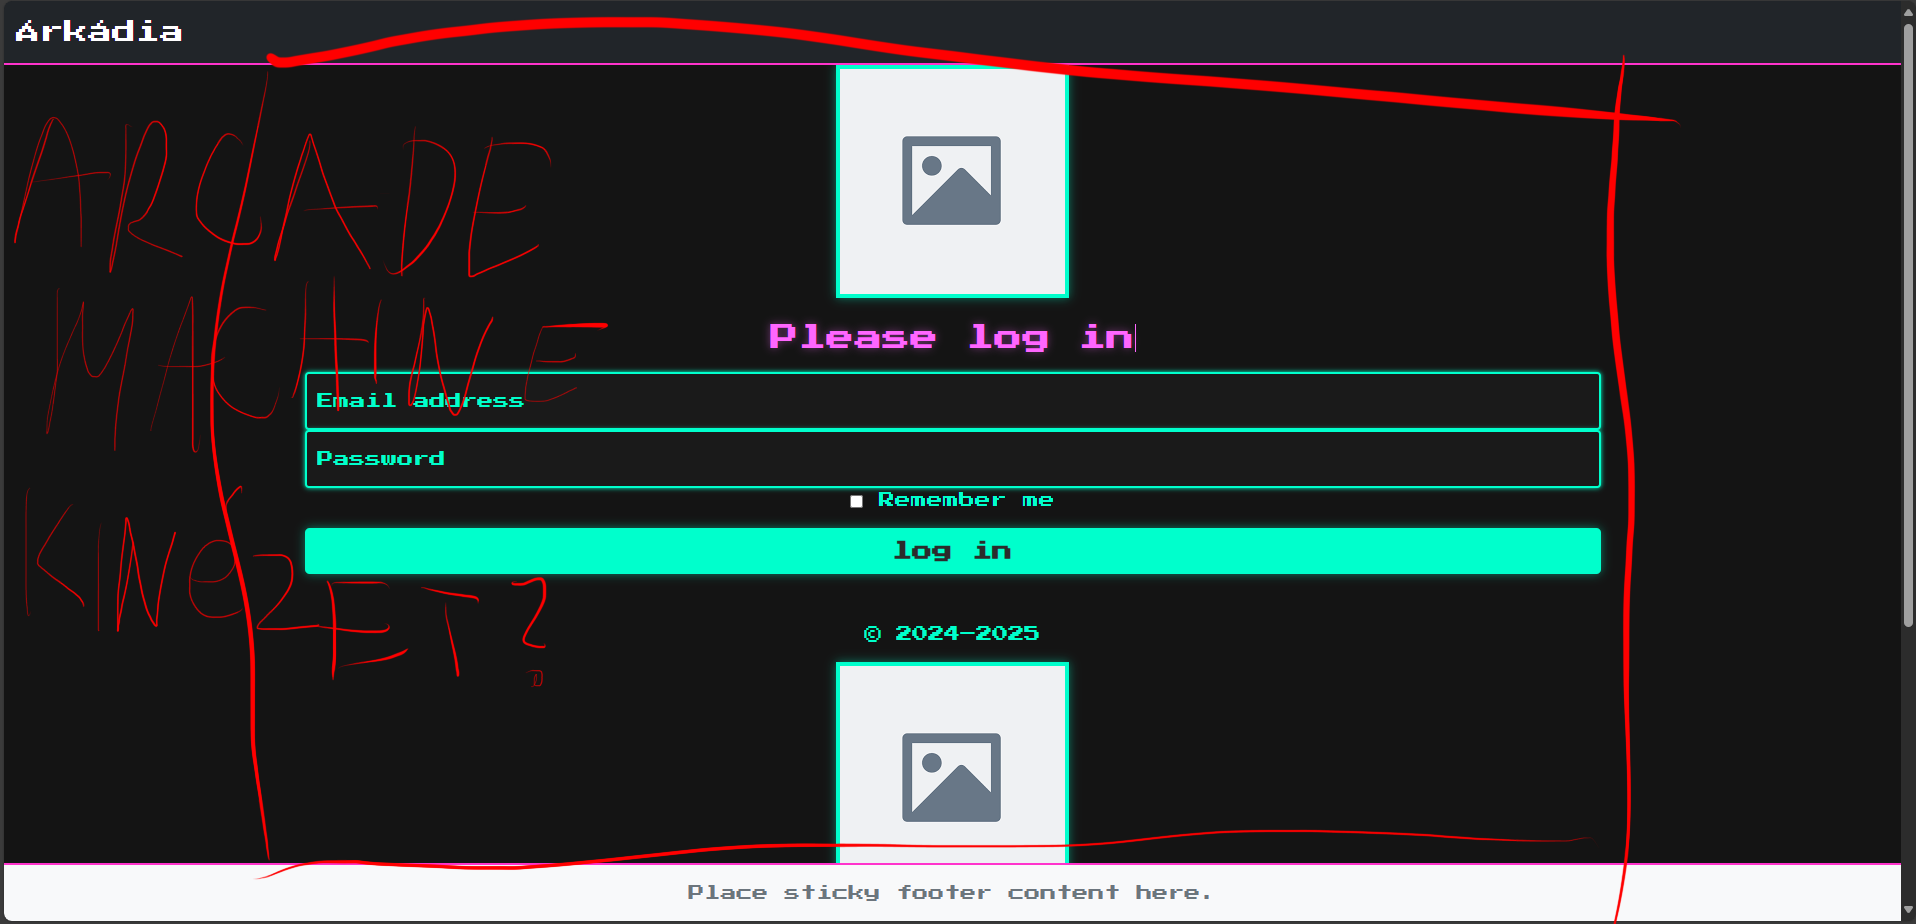 Árkádia
ARCADE
MACHINE
KINéZET?
Please log in
Email address
Password
Remember me
log in
© 2024–2025
Place sticky footer content here.